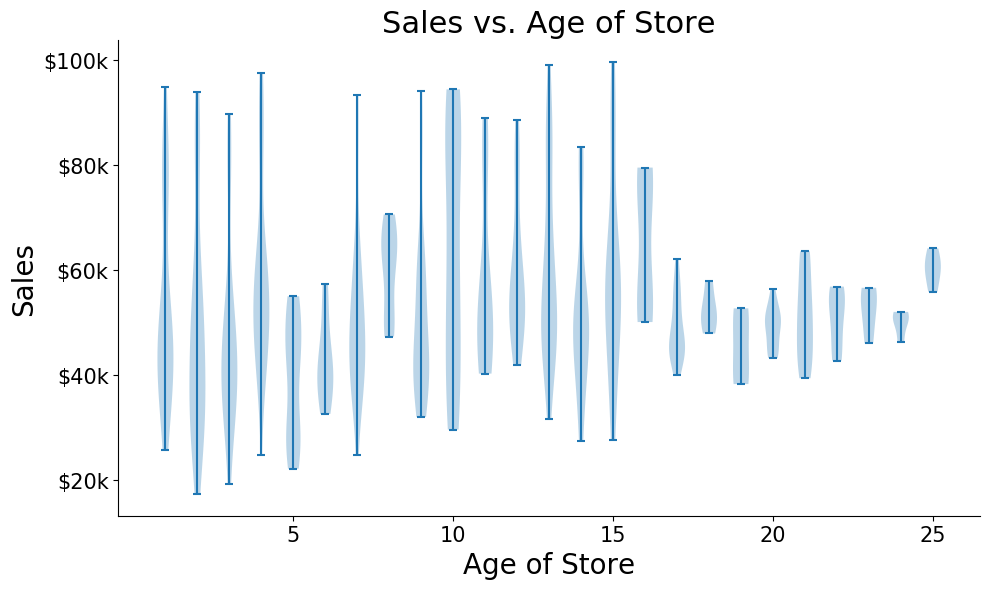 Sales vs. Age of Store
$100k
$80k
$60k
$40k
$20k
Sales
5
10
15
20
25
Age of Store